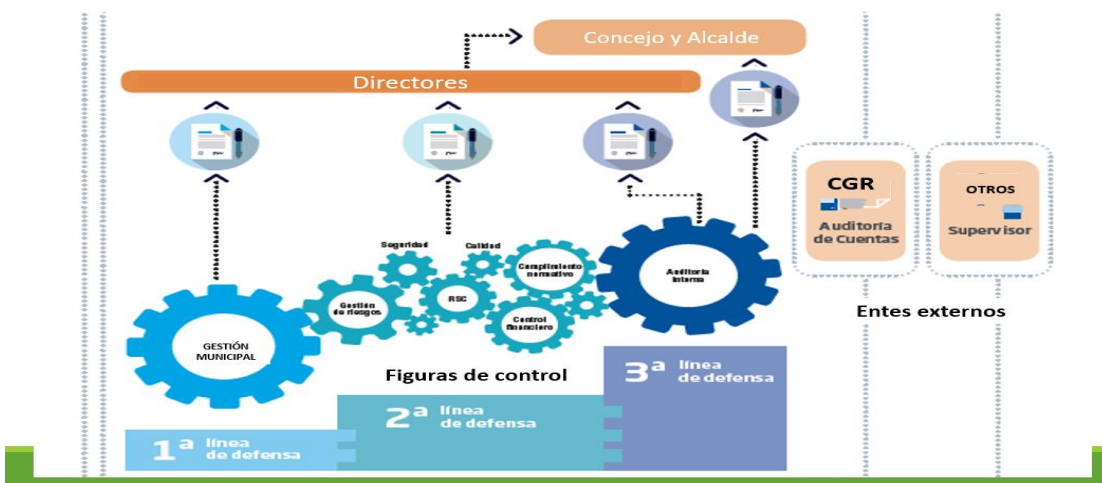 Concejo y Alcalde
Directores
CGR
Auditoría
de Cuentas
OTROS
Supervisor
Entes externos
Seguridad
Calidad
Cumplimiento
normativo
Auditoría
Interna
Gestión
de riesgos
RSC
Control
financiero
GESTIÓN
MUNICIPAL
Figuras de control
1ª línea
de defensa
2ª línea
de defensa
3ª línea
de defensa